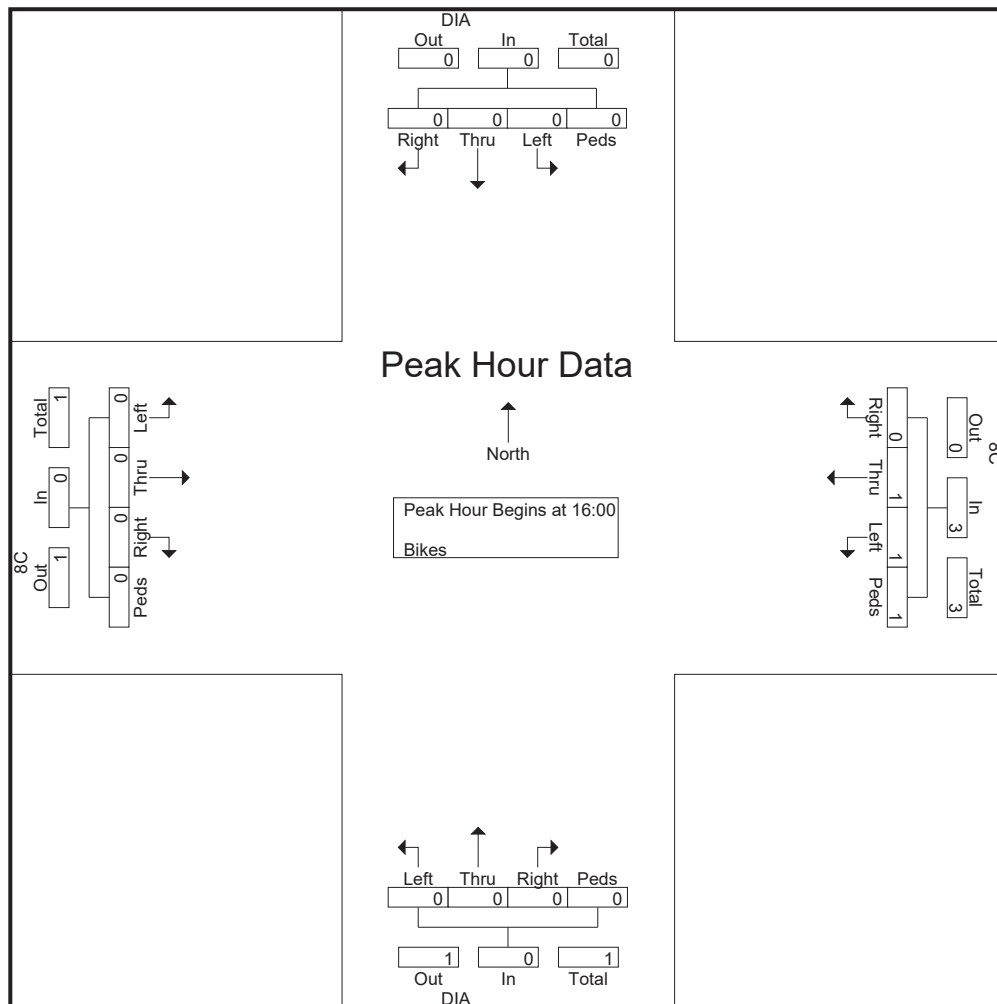 DIA
Out In Total
0 0 0
0 0 0 0
Right Thru Left Peds
Peak Hour Data
North
Peak Hour Begins at 16:00
Bikes
8C
Out In Total
1 0 1
Left Thru Right Peds
0 0 0 0
8C
Out In Total
0 3 3
Right Thru Left Peds
0 1 1 1
Left Thru Right Peds
0 0 0 0
1 0 1
Out In Total
DIA